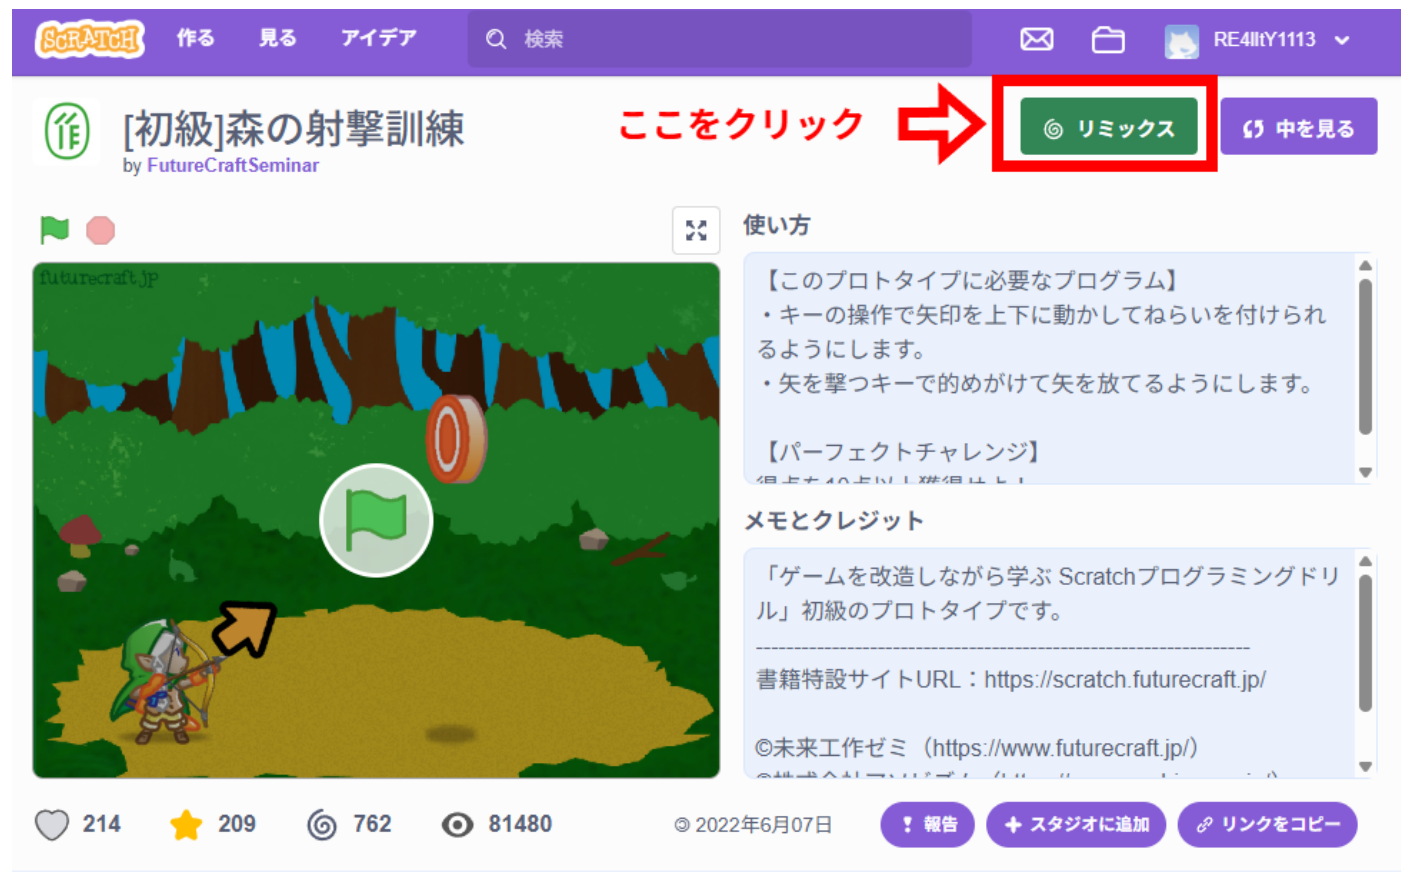 SCRATCH 作る 見る アイデア 検索 RE4lltY1113
作
[初級]森の射撃訓練
by FutureCraftSeminar
ここをクリック
リミックス
中を見る
futurecraft.jp
使い方
【このプロトタイプに必要なプログラム】
・キーの操作で矢印を上下に動かしてねらいを付けられ
るようにします。
・矢を撃つキーで的めがけて矢を放てるようにします。
【パーフェクトチャレンジ】
メモとクレジット
「ゲームを改造しながら学ぶ Scratchプログラミングドリ
ル」初級のプロトタイプです。
------------------------------------------------------------------
書籍特設サイトURL：https://scratch.futurecraft.jp/
©未来工作ゼミ（https://www.futurecraft.jp/）
214 209 762 81480
© 2022年6月07日
報告
スタジオに追加
リンクをコピー